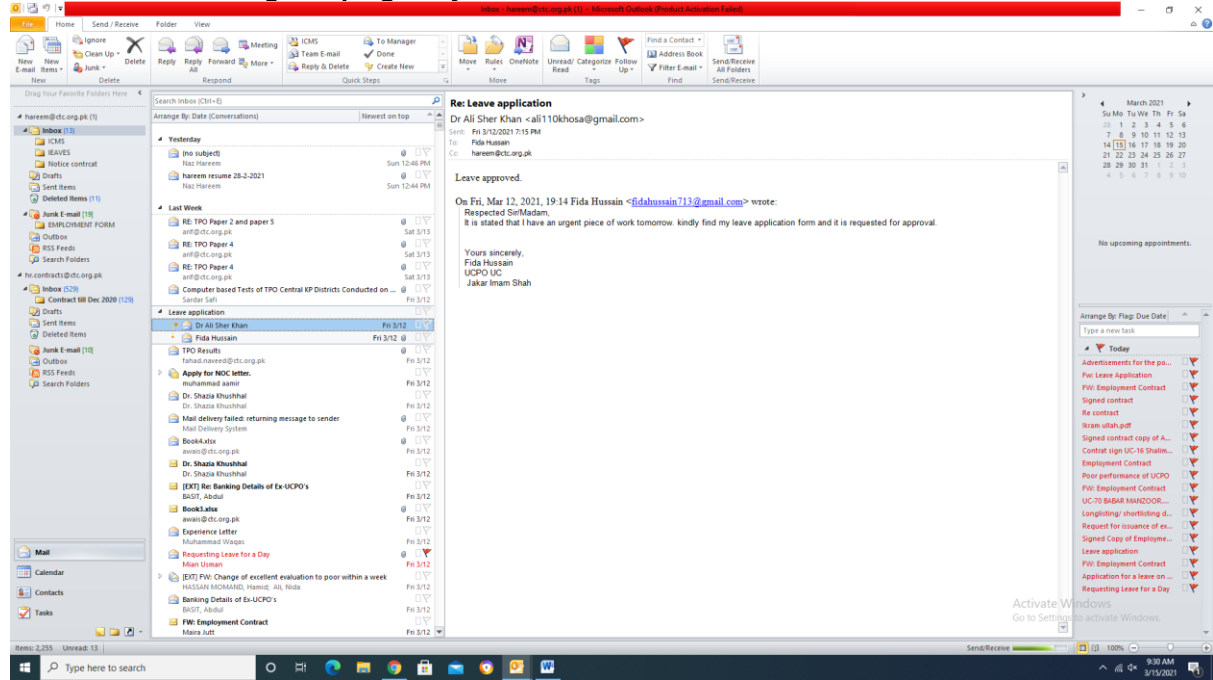 Inbox - hareem@ctc.org.pk (1) - Microsoft Outlook (Product Activation Failed)
File Home Send / Receive Folder View
New E-mail
New Items
New
Ignore
Clean Up
Junk
Delete
Delete
Reply
Reply All
Forward
Meeting
More
Respond
ICMS
Team E-mail
Reply & Delete
To Manager
Done
Create New
Quick Steps
Move
Rules
OneNote
Move
Unread/ Read
Categorize
Follow Up
Tags
Find a Contact
Address Book
Filter E-mail
Find
Send/Receive All Folders
Send/Receive
Drag Your Favorite Folders Here
hareem@ctc.org.pk (1)
Inbox (13)
ICMS
lEAVES
Notice contrcat
Drafts
Sent Items
Deleted Items (11)
Junk E-mail [19]
EMPLOYMENT FORM
Outbox
RSS Feeds
Search Folders
hr.contracts@ctc.org.pk
Inbox (529)
Contract till Dec 2020 (129)
Drafts
Sent Items
Deleted Items
Junk E-mail [10]
Outbox
RSS Feeds
Search Folders
Mail
Calendar
Contacts
Tasks
Search Inbox (Ctrl+E)
Arrange By: Date (Conversations) Newest on top
Yesterday
(no subject)
Naz Hareem Sun 12:46 PM
hareem resume 28-2-2021
Naz Hareem Sun 12:44 PM
Last Week
RE: TPO Paper 2 and paper 5
arif@ctc.org.pk Sat 3/13
RE: TPO Paper 4
arif@ctc.org.pk Sat 3/13
RE: TPO Paper 4
arif@ctc.org.pk Sat 3/13
Computer based Tests of TPO Central KP Districts Conducted on ...
Sardar Safi Fri 3/12
Leave application
Dr Ali Sher Khan Fri 3/12
Fida Hussain Fri 3/12
TPO Results
fahad.naveed@ctc.org.pk Fri 3/12
Apply for NOC letter.
muhammad aamir Fri 3/12
Dr. Shazia Khushhal
Dr. Shazia Khushhal Fri 3/12
Mail delivery failed: returning message to sender
Mail Delivery System Fri 3/12
Book4.xlsx
awais@ctc.org.pk Fri 3/12
Dr. Shazia Khushhal
Dr. Shazia Khushhal Fri 3/12
[EXT] Re: Banking Details of Ex-UCPO's
BASIT, Abdul Fri 3/12
Book3.xlsx
awais@ctc.org.pk Fri 3/12
Experience Letter
Muhammad Waqas Fri 3/12
Requesting Leave for a Day
Mian Usman Fri 3/12
[EXT] FW: Change of excellent evaluation to poor within a week
HASSAN MOMAND, Hamid; Ali, Nida Fri 3/12
Banking Details of Ex-UCPO's
BASIT, Abdul Fri 3/12
FW: Employment Contract
Maira Jutt Fri 3/12
Re: Leave application
Dr Ali Sher Khan <ali110khosa@gmail.com>
Sent: Fri 3/12/2021 7:15 PM
To: Fida Hussain
Cc: hareem@ctc.org.pk
Leave approved.
On Fri, Mar 12, 2021, 19:14 Fida Hussain <fidahussain713@gmail.com> wrote:
Respected Sir/Madam,
It is stated that I have an urgent piece of work tomorrow. kindly find my leave application form and it is requested for approval.
Yours sincerely,
Fida Hussain
UCPO UC
Jakar Imam Shah
March 2021
Su Mo Tu We Th Fr Sa
28 1 2 3 4 5 6
7 8 9 10 11 12 13
14 15 16 17 18 19 20
21 22 23 24 25 26 27
28 29 30 31 1 2 3
4 5 6 7 8 9 10
No upcoming appointments.
Arrange By: Flag: Due Date
Type a new task
Today
Advertisements for the po...
Fw: Leave Application
FW: Employment Contract
Signed contract
Re contract
Ikram ullah.pdf
Signed contract copy of A...
Contrat sign UC-16 Shalim...
Employment Contract
Poor performance of UCPO
FW: Employment Contract
UC-70 BABAR MANZOOR....
Longlisting/ shortlisting d...
Request for issuance of ex...
Signed Copy of Employme...
Leave application
FW: Employment Contract
Application for a leave on ...
Requesting Leave for a Day
Activate Windows
Go to Settings to activate Windows.
Items: 2,255 Unread: 13
Send/Receive 100%
Type here to search
9:30 AM
3/15/2021